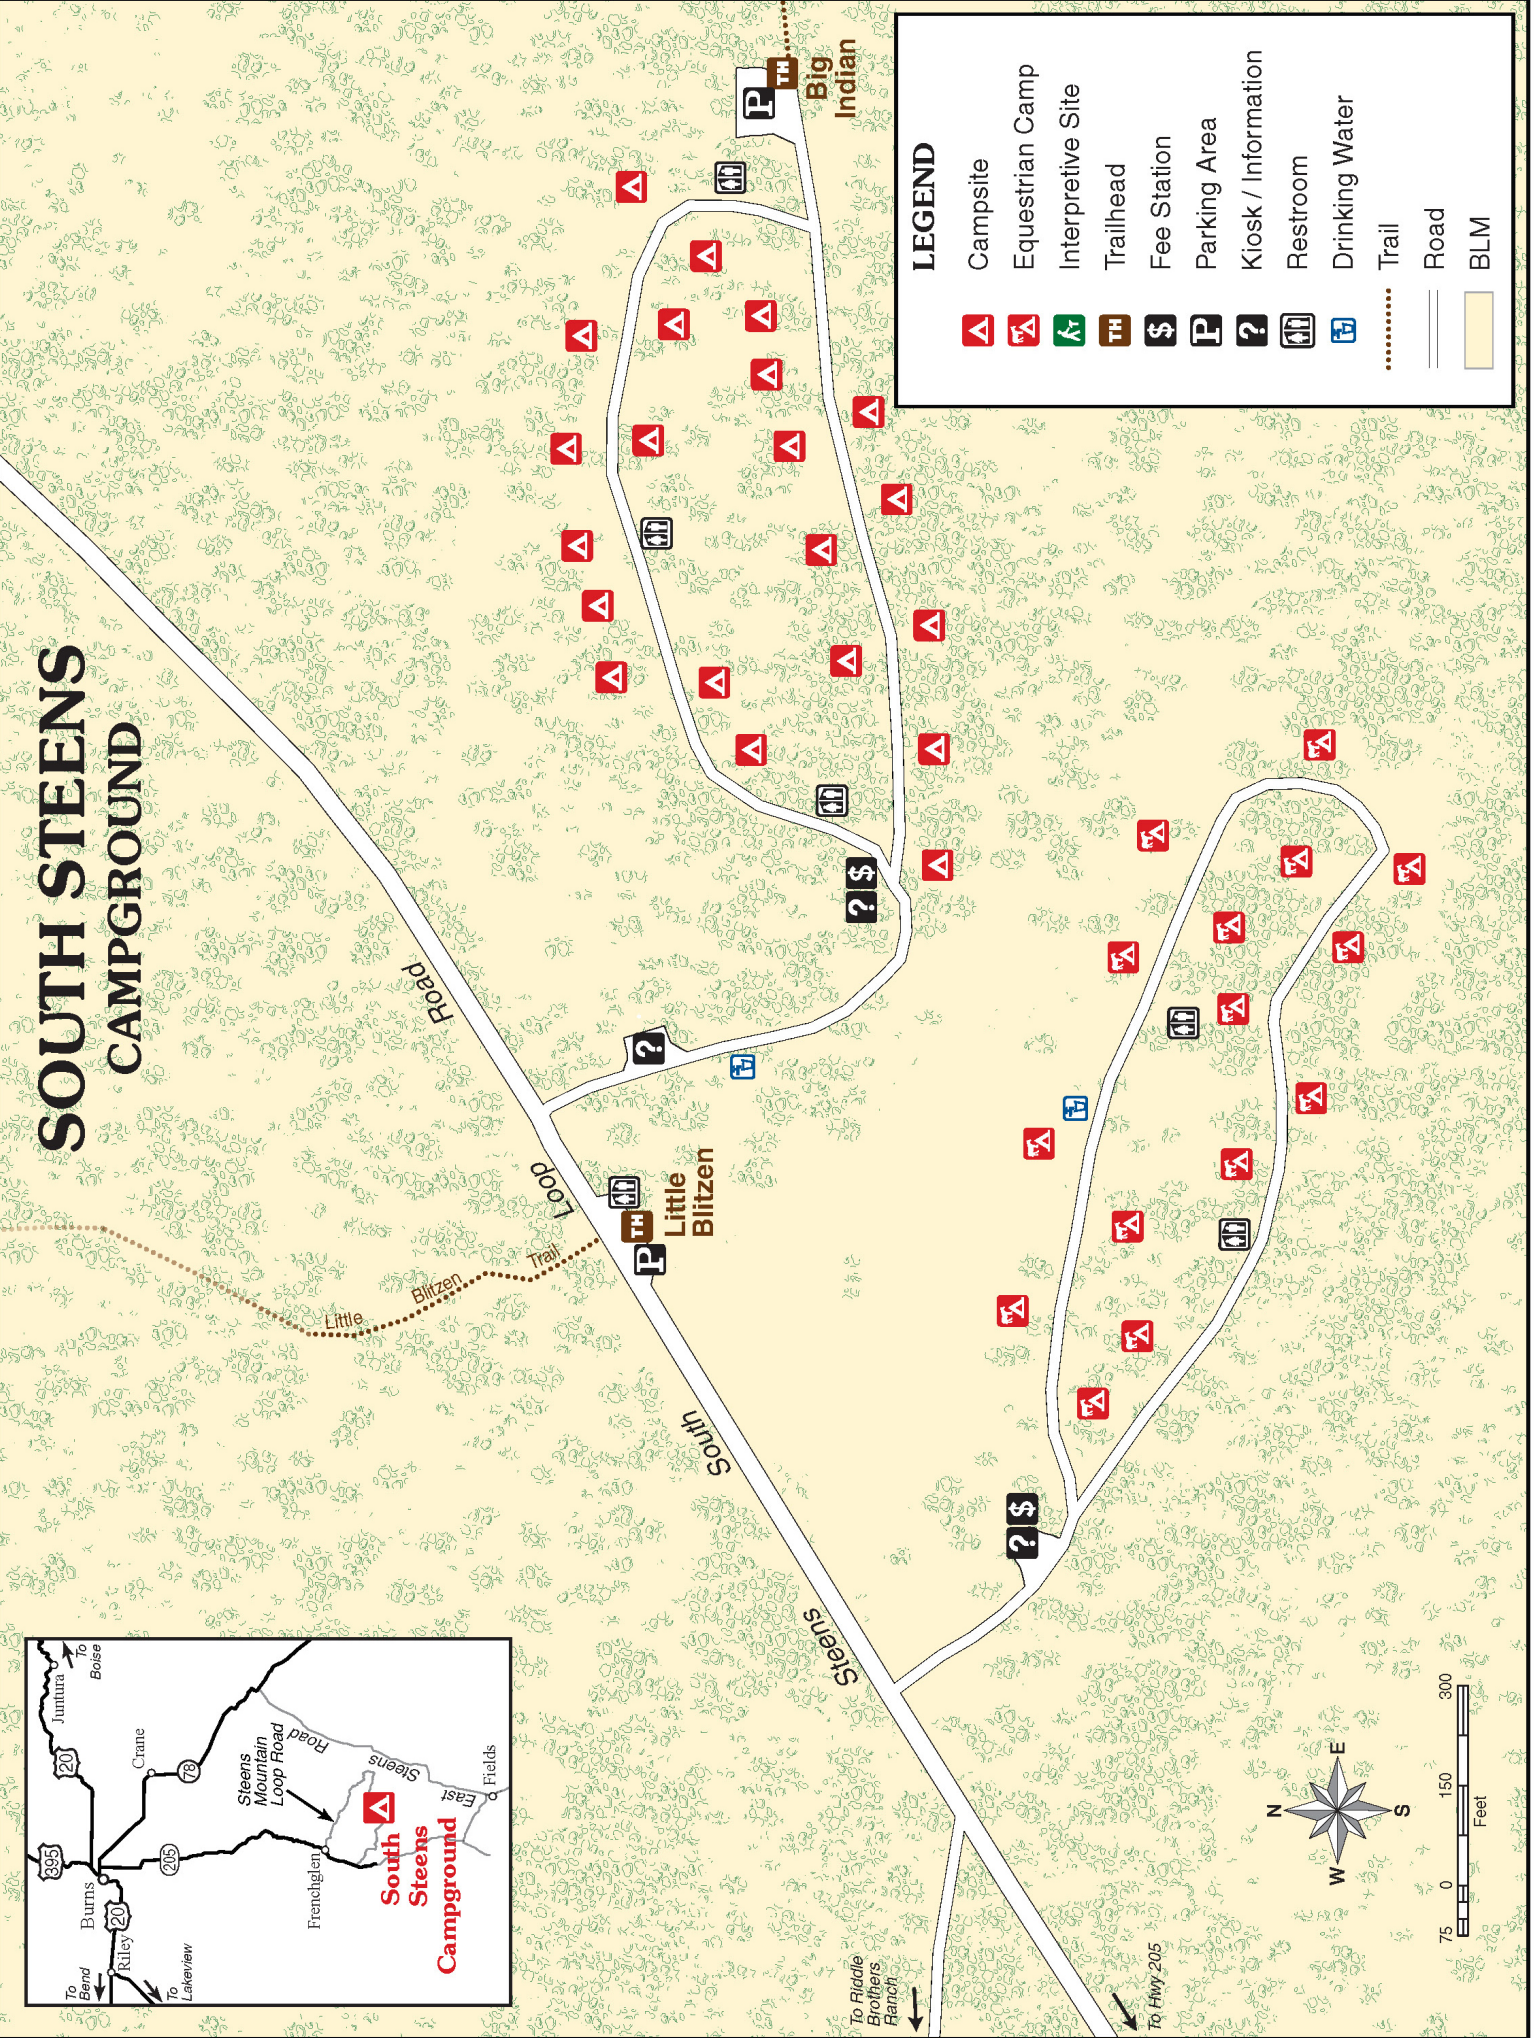 SOUTH STEENS
CAMPGROUND
To
Bend
To
Lakeview
Riley
20
Burns
395
20
Juntura
To
Boise
Crane
78
205
Frenchglen
Steens
Mountain
Loop Road
East
Steens
Road
Fields
South
Steens
Campground
Little
Blitzen
Trail
Steens
South
Loop
Road
P
TH
Little
Blitzen
?
? $
? $
P
TH
Big
Indian
To Riddle
Brothers
Ranch
To Hwy 205
N
W
E
S
75
0
150
300
Feet
LEGEND
Campsite
Equestrian Camp
Interpretive Site
TH
Trailhead
$
Fee Station
P
Parking Area
?
Kiosk / Information
Restroom
Drinking Water
Trail
Road
BLM